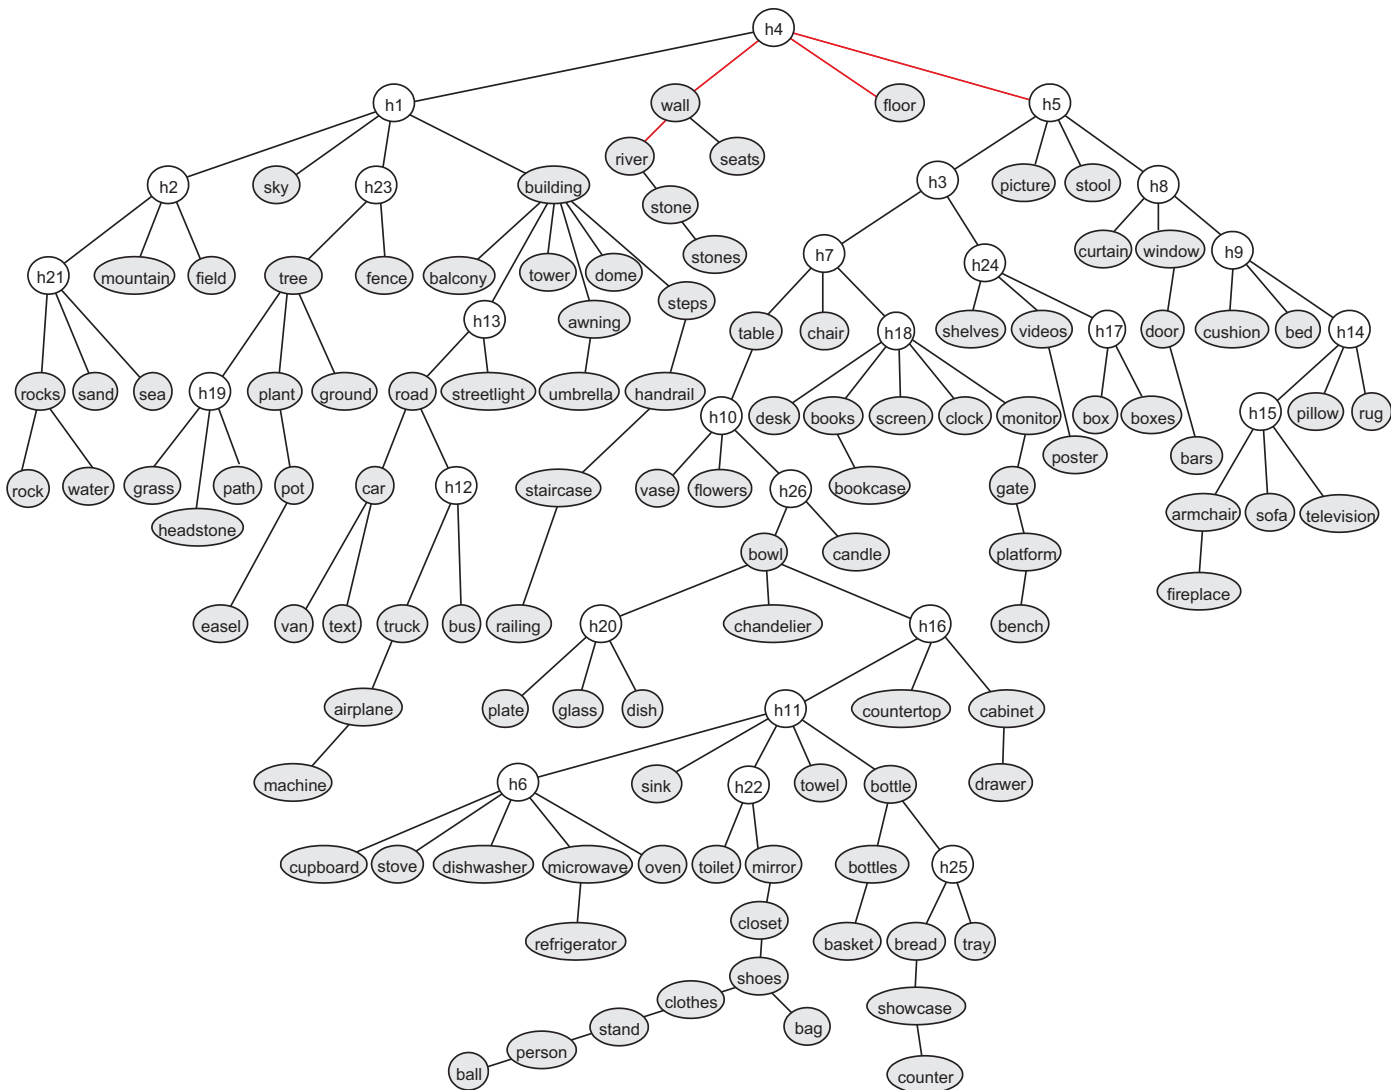 h4
h1
wall
floor
h5
river
seats
h3
picture
stool
h8
h2
sky
h23
building
stone
stones
h7
h24
curtain
window
h9
h21
mountain
field
tree
fence
balcony
tower
dome
steps
h13
awning
table
chair
h18
shelves
videos
h17
door
cushion
bed
h14
rocks
sand
sea
h19
plant
ground
road
streetlight
umbrella
handrail
h10
desk
books
screen
clock
monitor
box
boxes
h15
pillow
rug
poster
bars
rock
water
grass
path
pot
car
h12
staircase
vase
flowers
h26
bookcase
gate
headstone
armchair
sofa
television
bowl
candle
platform
fireplace
easel
van
text
truck
bus
railing
h20
chandelier
h16
bench
airplane
plate
glass
dish
h11
countertop
cabinet
machine
h6
sink
h22
towel
bottle
drawer
cupboard
stove
dishwasher
microwave
oven
toilet
mirror
bottles
h25
refrigerator
closet
basket
bread
tray
shoes
clothes
stand
bag
showcase
person
ball
counter